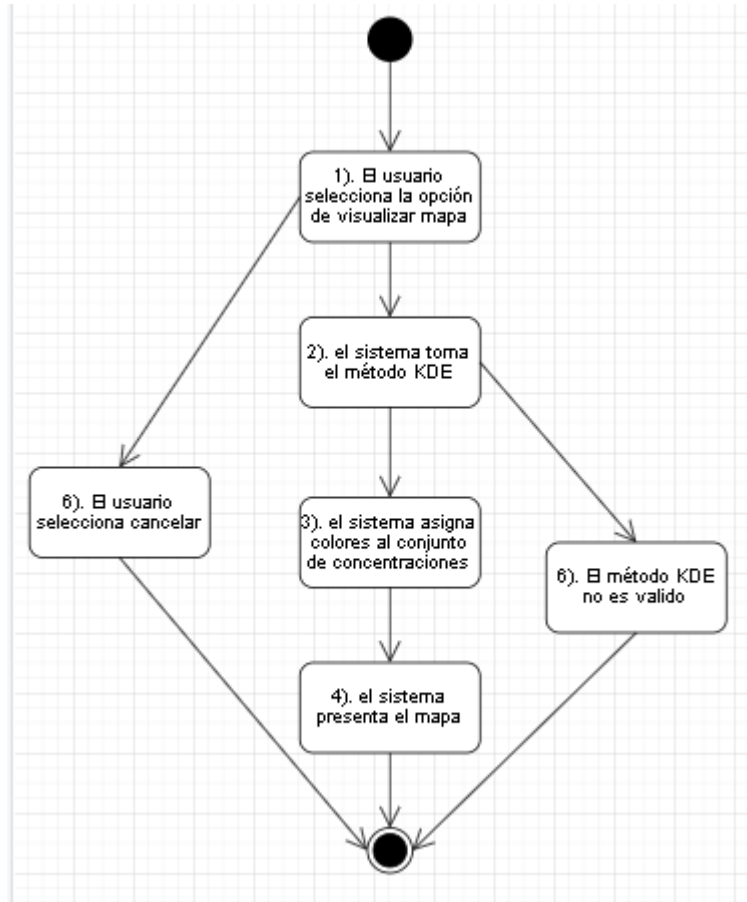 1). El usuario
selecciona la opción
de visualizar mapa
2). el sistema toma
el método KDE
6). El usuario
selecciona cancelar
3). el sistema asigna
colores al conjunto
de concentraciones
6). El método KDE
no es valido
4). el sistema
presenta el mapa